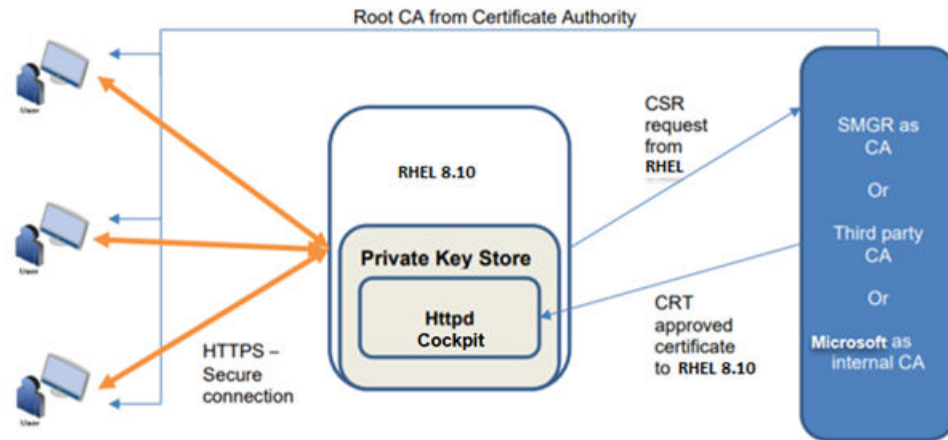 Root CA from Certificate Authority
User
User
User
HTTPS –
Secure
connection
RHEL 8.10
Private Key Store
Httpd
Cockpit
CSR
request
from
RHEL
CRT
approved
certificate
to RHEL 8.10
SMGR as
CA
Or
Third party
CA
Or
Microsoft as
internal CA